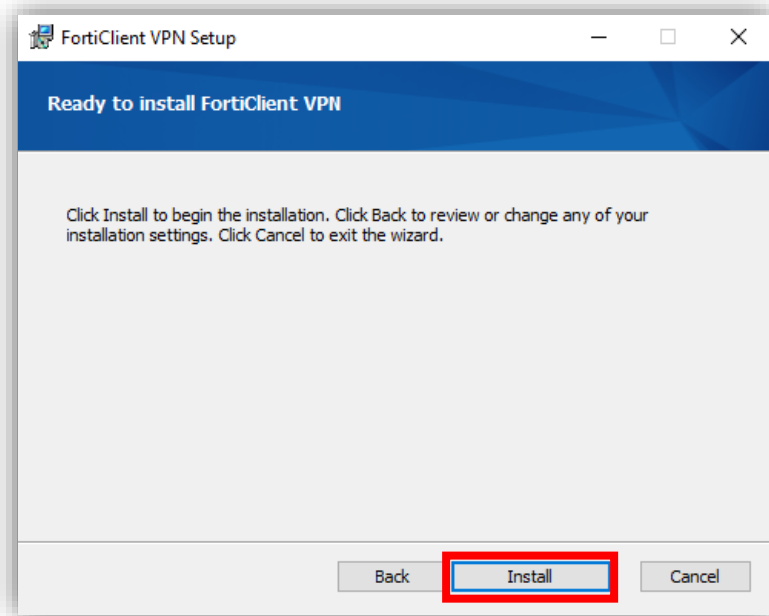 FortiClient VPN Setup
Ready to install FortiClient VPN
Click Install to begin the installation. Click Back to review or change any of your
installation settings. Click Cancel to exit the wizard.
Back Install Cancel